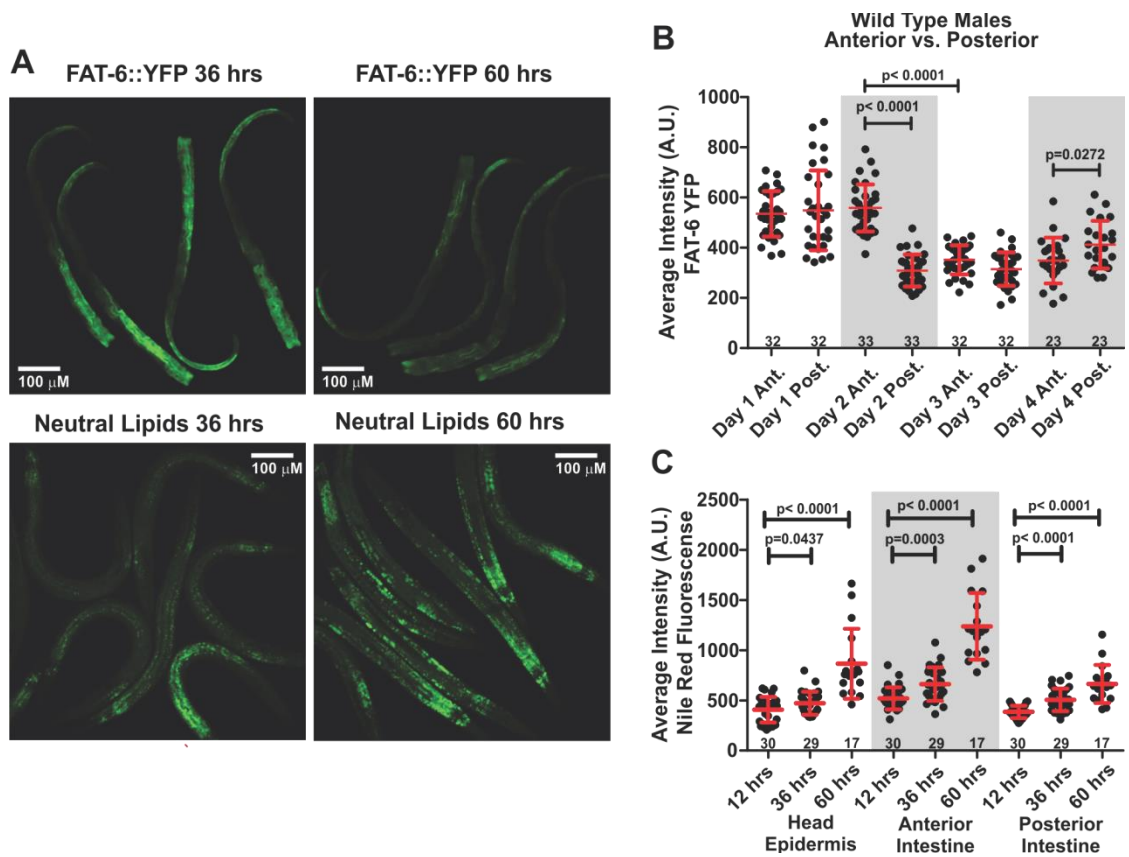 A
FAT-6::YFP 36 hrs
FAT-6::YFP 60 hrs
100 μM
100 μM
Neutral Lipids 36 hrs
Neutral Lipids 60 hrs
100 μM
100 μM
B
Wild Type Males
Anterior vs. Posterior
Average Intensity (A.U.)
FAT-6 YFP
1000
800
600
400
200
0
p< 0.0001
p< 0.0001
p=0.0272
32
32
33
33
32
32
23
23
Day 1 Ant.
Day 1 Post.
Day 2 Ant.
Day 2 Post.
Day 3 Ant.
Day 3 Post.
Day 4 Ant.
Day 4 Post.
C
Average Intensity (A.U.)
Nile Red Fluorescense
2500
2000
1500
1000
500
0
p< 0.0001
p=0.0437
p< 0.0001
p=0.0003
p< 0.0001
p< 0.0001
30
29
17
30
29
17
30
29
17
12 hrs
36 hrs
60 hrs
12 hrs
36 hrs
60 hrs
12 hrs
36 hrs
60 hrs
Head
Epidermis
Anterior
Intestine
Posterior
Intestine